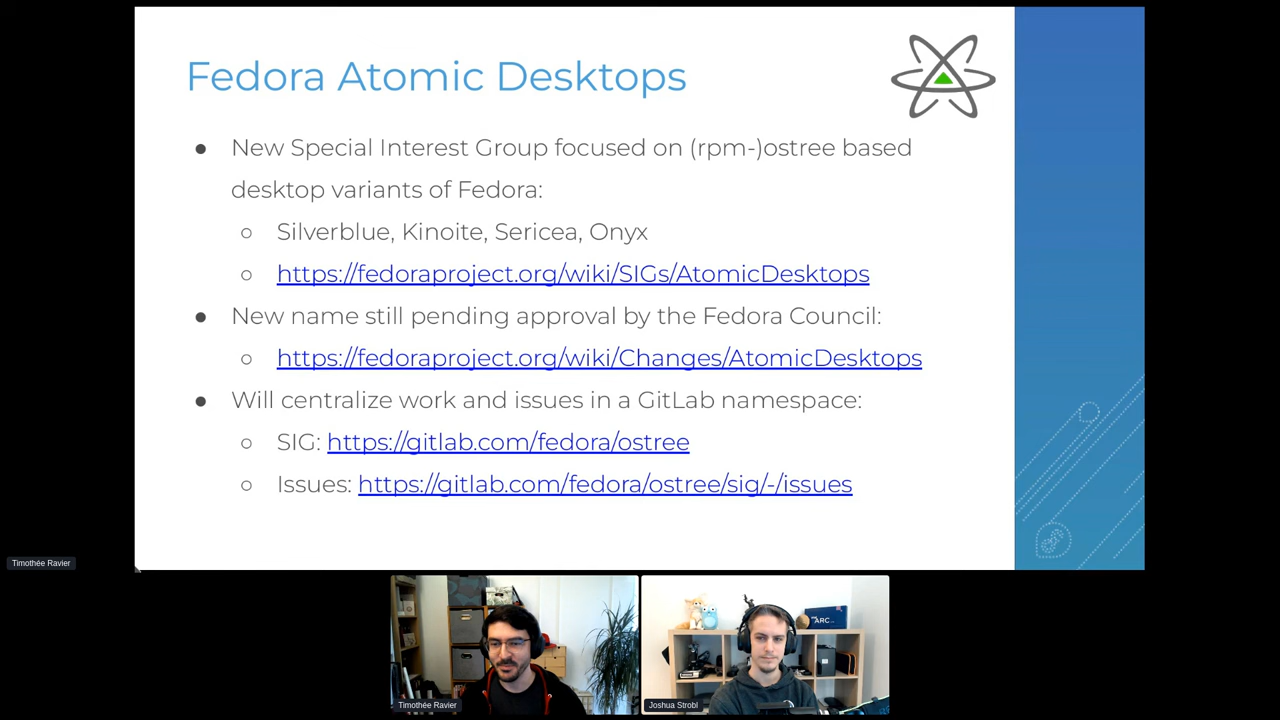 Fedora Atomic Desktops
New Special Interest Group focused on (rpm-)ostree based
desktop variants of Fedora:
Silverblue, Kinoite, Sericea, Onyx
https://fedoraproject.org/wiki/SIGs/AtomicDesktops
New name still pending approval by the Fedora Council:
https://fedoraproject.org/wiki/Changes/AtomicDesktops
Will centralize work and issues in a GitLab namespace:
SIG: https://gitlab.com/fedora/ostree
Issues: https://gitlab.com/fedora/ostree/sig/-/issues
Timothée Ravier
ARC
Timothée Ravier
Joshua Strobl